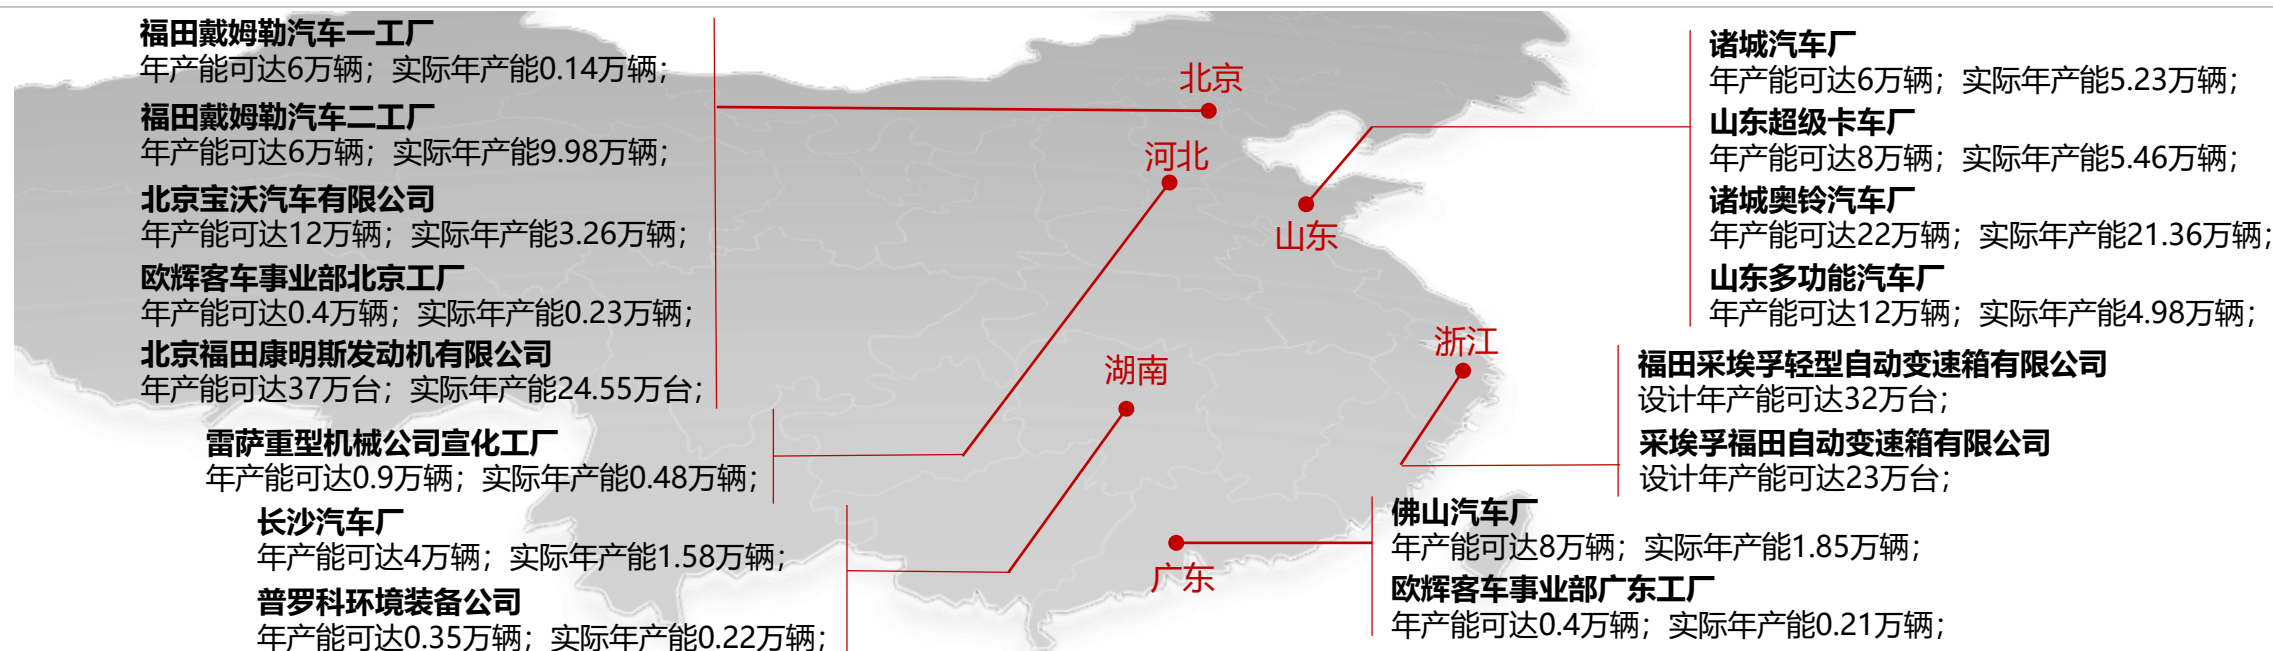 福田戴姆勒汽车一工厂
年产能可达6万辆；实际年产能0.14万辆；
福田戴姆勒汽车二工厂
年产能可达6万辆；实际年产能9.98万辆；
北京宝沃汽车有限公司
年产能可达12万辆；实际年产能3.26万辆；
欧辉客车事业部北京工厂
年产能可达0.4万辆；实际年产能0.23万辆；
北京福田康明斯发动机有限公司
年产能可达37万台；实际年产能24.55万台；
雷萨重型机械公司宣化工厂
年产能可达0.9万辆；实际年产能0.48万辆；
长沙汽车厂
年产能可达4万辆；实际年产能1.58万辆；
普罗科环境装备公司
年产能可达0.35万辆；实际年产能0.22万辆；
北京
河北
山东
浙江
湖南
广东
诸城汽车厂
年产能可达6万辆；实际年产能5.23万辆；
山东超级卡车厂
年产能可达8万辆；实际年产能5.46万辆；
诸城奥铃汽车厂
年产能可达22万辆；实际年产能21.36万辆；
山东多功能汽车厂
年产能可达12万辆；实际年产能4.98万辆；
福田采埃孚轻型自动变速箱有限公司
设计年产能可达32万台；
采埃孚福田自动变速箱有限公司
设计年产能可达23万台；
佛山汽车厂
年产能可达8万辆；实际年产能1.85万辆；
欧辉客车事业部广东工厂
年产能可达0.4万辆；实际年产能0.21万辆；